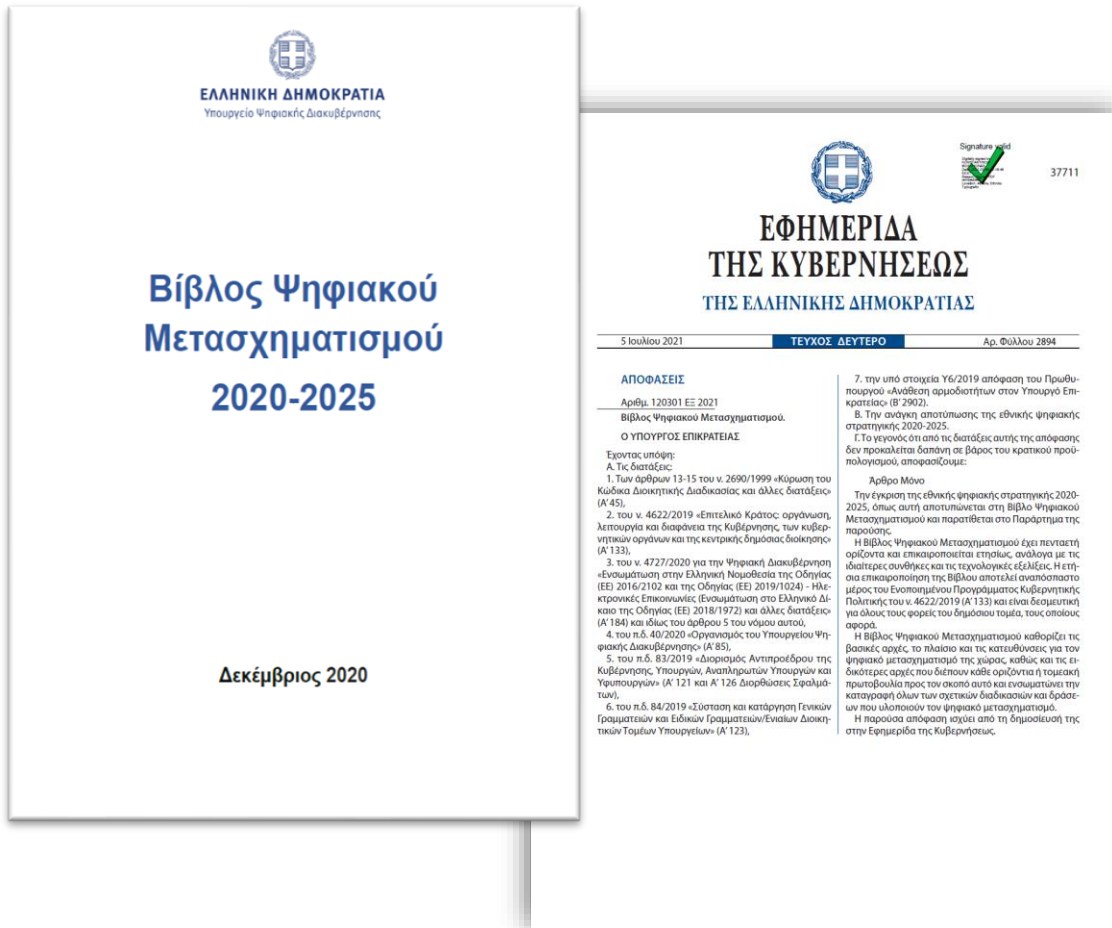 ΕΛΛΗΝΙΚΗ ΔΗΜΟΚΡΑΤΙΑ
Υπουργείο Ψηφιακής Διακυβέρνησης
Βίβλος Ψηφιακού
Μετασχηματισμού
2020-2025
Δεκέμβριος 2020
Signature valid
37711
ΕΦΗΜΕΡΙΔΑ
ΤΗΣ ΚΥΒΕΡΝΗΣΕΩΣ
ΤΗΣ ΕΛΛΗΝΙΚΗΣ ΔΗΜΟΚΡΑΤΙΑΣ
5 Ιουλίου 2021 ΤΕΥΧΟΣ ΔΕΥΤΕΡΟ Αρ. Φύλλου 2894
ΑΠΟΦΑΣΕΙΣ
Αριθμ. 120301 ΕΞ 2021
Βίβλος Ψηφιακού Μετασχηματισμού.
Ο ΥΠΟΥΡΓΟΣ ΕΠΙΚΡΑΤΕΙΑΣ
Έχοντας υπόψη:
Α. Τις διατάξεις:
1. Των άρθρων 13-15 του ν. 2690/1999 «Κύρωση του
Κώδικα Διοικητικής Διαδικασίας και άλλες διατάξεις»
(Α' 45),
2. του ν. 4622/2019 «Επιτελικό Κράτος: οργάνωση,
λειτουργία και διαφάνεια της Κυβέρνησης, των κυβερ-
νητικών οργάνων και της κεντρικής δημόσιας διοίκησης»
(Α' 133),
3. του ν. 4727/2020 για την Ψηφιακή Διακυβέρνηση
«Ενσωμάτωση στην Ελληνική Νομοθεσία της Οδηγίας
(ΕΕ) 2016/2102 και της Οδηγίας (ΕΕ) 2019/1024) - Ηλε-
κτρονικές Επικοινωνίες (Ενσωμάτωση στο Ελληνικό Δί-
καιο της Οδηγίας (ΕΕ) 2018/1972) και άλλες διατάξεις»
(Α' 184) και ιδίως του άρθρου 5 του νόμου αυτού,
4. του π.δ. 40/2020 «Οργανισμός του Υπουργείου Ψη-
φιακής Διακυβέρνησης» (Α' 85),
5. του π.δ. 83/2019 «Διορισμός Αντιπροέδρου της
Κυβέρνησης, Υπουργών, Αναπληρωτών Υπουργών και
Υφυπουργών» (Α' 121 και Α' 126 Διορθώσεις Σφαλμά-
των),
6. του π.δ. 84/2019 «Σύσταση και κατάργηση Γενικών
Γραμματειών και Ειδικών Γραμματειών/Ενιαίων Διοικη-
τικών Τομέων Υπουργείων» (Α' 123),
7. την υπό στοιχεία Υ6/2019 απόφαση του Πρωθυ-
πουργού «Ανάθεση αρμοδιοτήτων στον Υπουργό Επι-
κρατείας» (Β' 2902).
Β. Την ανάγκη αποτύπωσης της εθνικής ψηφιακής
στρατηγικής 2020-2025.
Γ. Το γεγονός ότι από τις διατάξεις αυτής της απόφασης
δεν προκαλείται δαπάνη σε βάρος του κρατικού προϋ-
πολογισμού, αποφασίζουμε:
Άρθρο Μόνο
Την έγκριση της εθνικής ψηφιακής στρατηγικής 2020-
2025, όπως αυτή αποτυπώνεται στη Βίβλο Ψηφιακού
Μετασχηματισμού και παρατίθεται στο Παράρτημα της
παρούσης.
Η Βίβλος Ψηφιακού Μετασχηματισμού έχει πενταετή
ορίζοντα και επικαιροποιείται ετησίως, ανάλογα με τις
ιδιαίτερες συνθήκες και τις τεχνολογικές εξελίξεις. Η ετή-
σια επικαιροποίηση της Βίβλου αποτελεί αναπόσπαστο
μέρος του Ενοποιημένου Προγράμματος Κυβερνητικής
Πολιτικής του ν. 4622/2019 (Α' 133) και είναι δεσμευτική
για όλους τους φορείς του δημόσιου τομέα, τους οποίους
αφορά.
Η Βίβλος Ψηφιακού Μετασχηματισμού καθορίζει τις
βασικές αρχές, το πλαίσιο και τις κατευθύνσεις για τον
ψηφιακό μετασχηματισμό της χώρας, καθώς και τις ει-
δικότερες αρχές που διέπουν κάθε οριζόντια ή τομεακή
πρωτοβουλία προς τον σκοπό αυτό και ενσωματώνει την
καταγραφή όλων των σχετικών διαδικασιών και δράσε-
ων που υλοποιούν τον ψηφιακό μετασχηματισμό.
Η παρούσα απόφαση ισχύει από τη δημοσίευσή της
στην Εφημερίδα της Κυβερνήσεως.